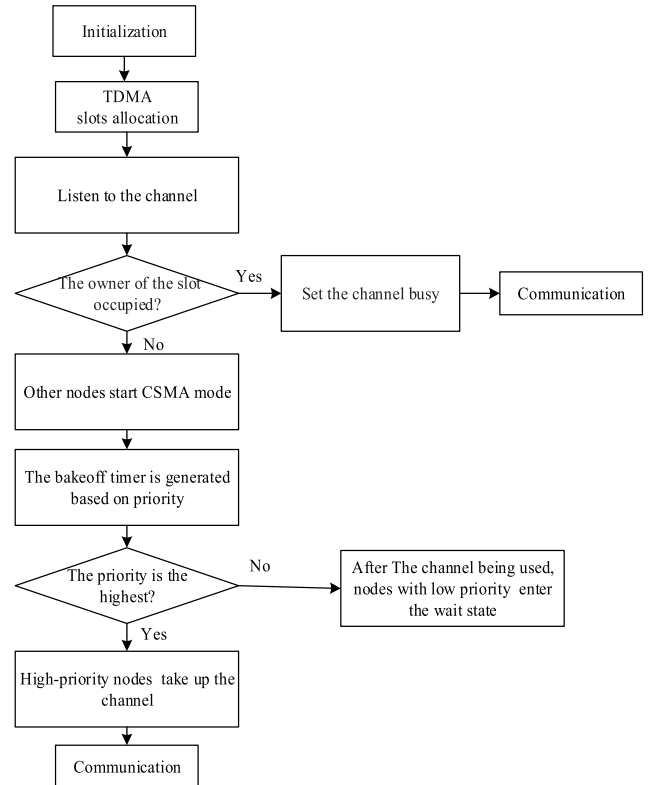 Initialization
TDMA
slots allocation
Listen to the channel
The owner of the slot
occupied?
Yes
Set the channel busy
Communication
No
Other nodes start CSMA mode
The bakeoff timer is generated
based on priority
The priority is the
highest?
No
After The channel being used,
nodes with low priority enter
the wait state
Yes
High-priority nodes take up the
channel
Communication